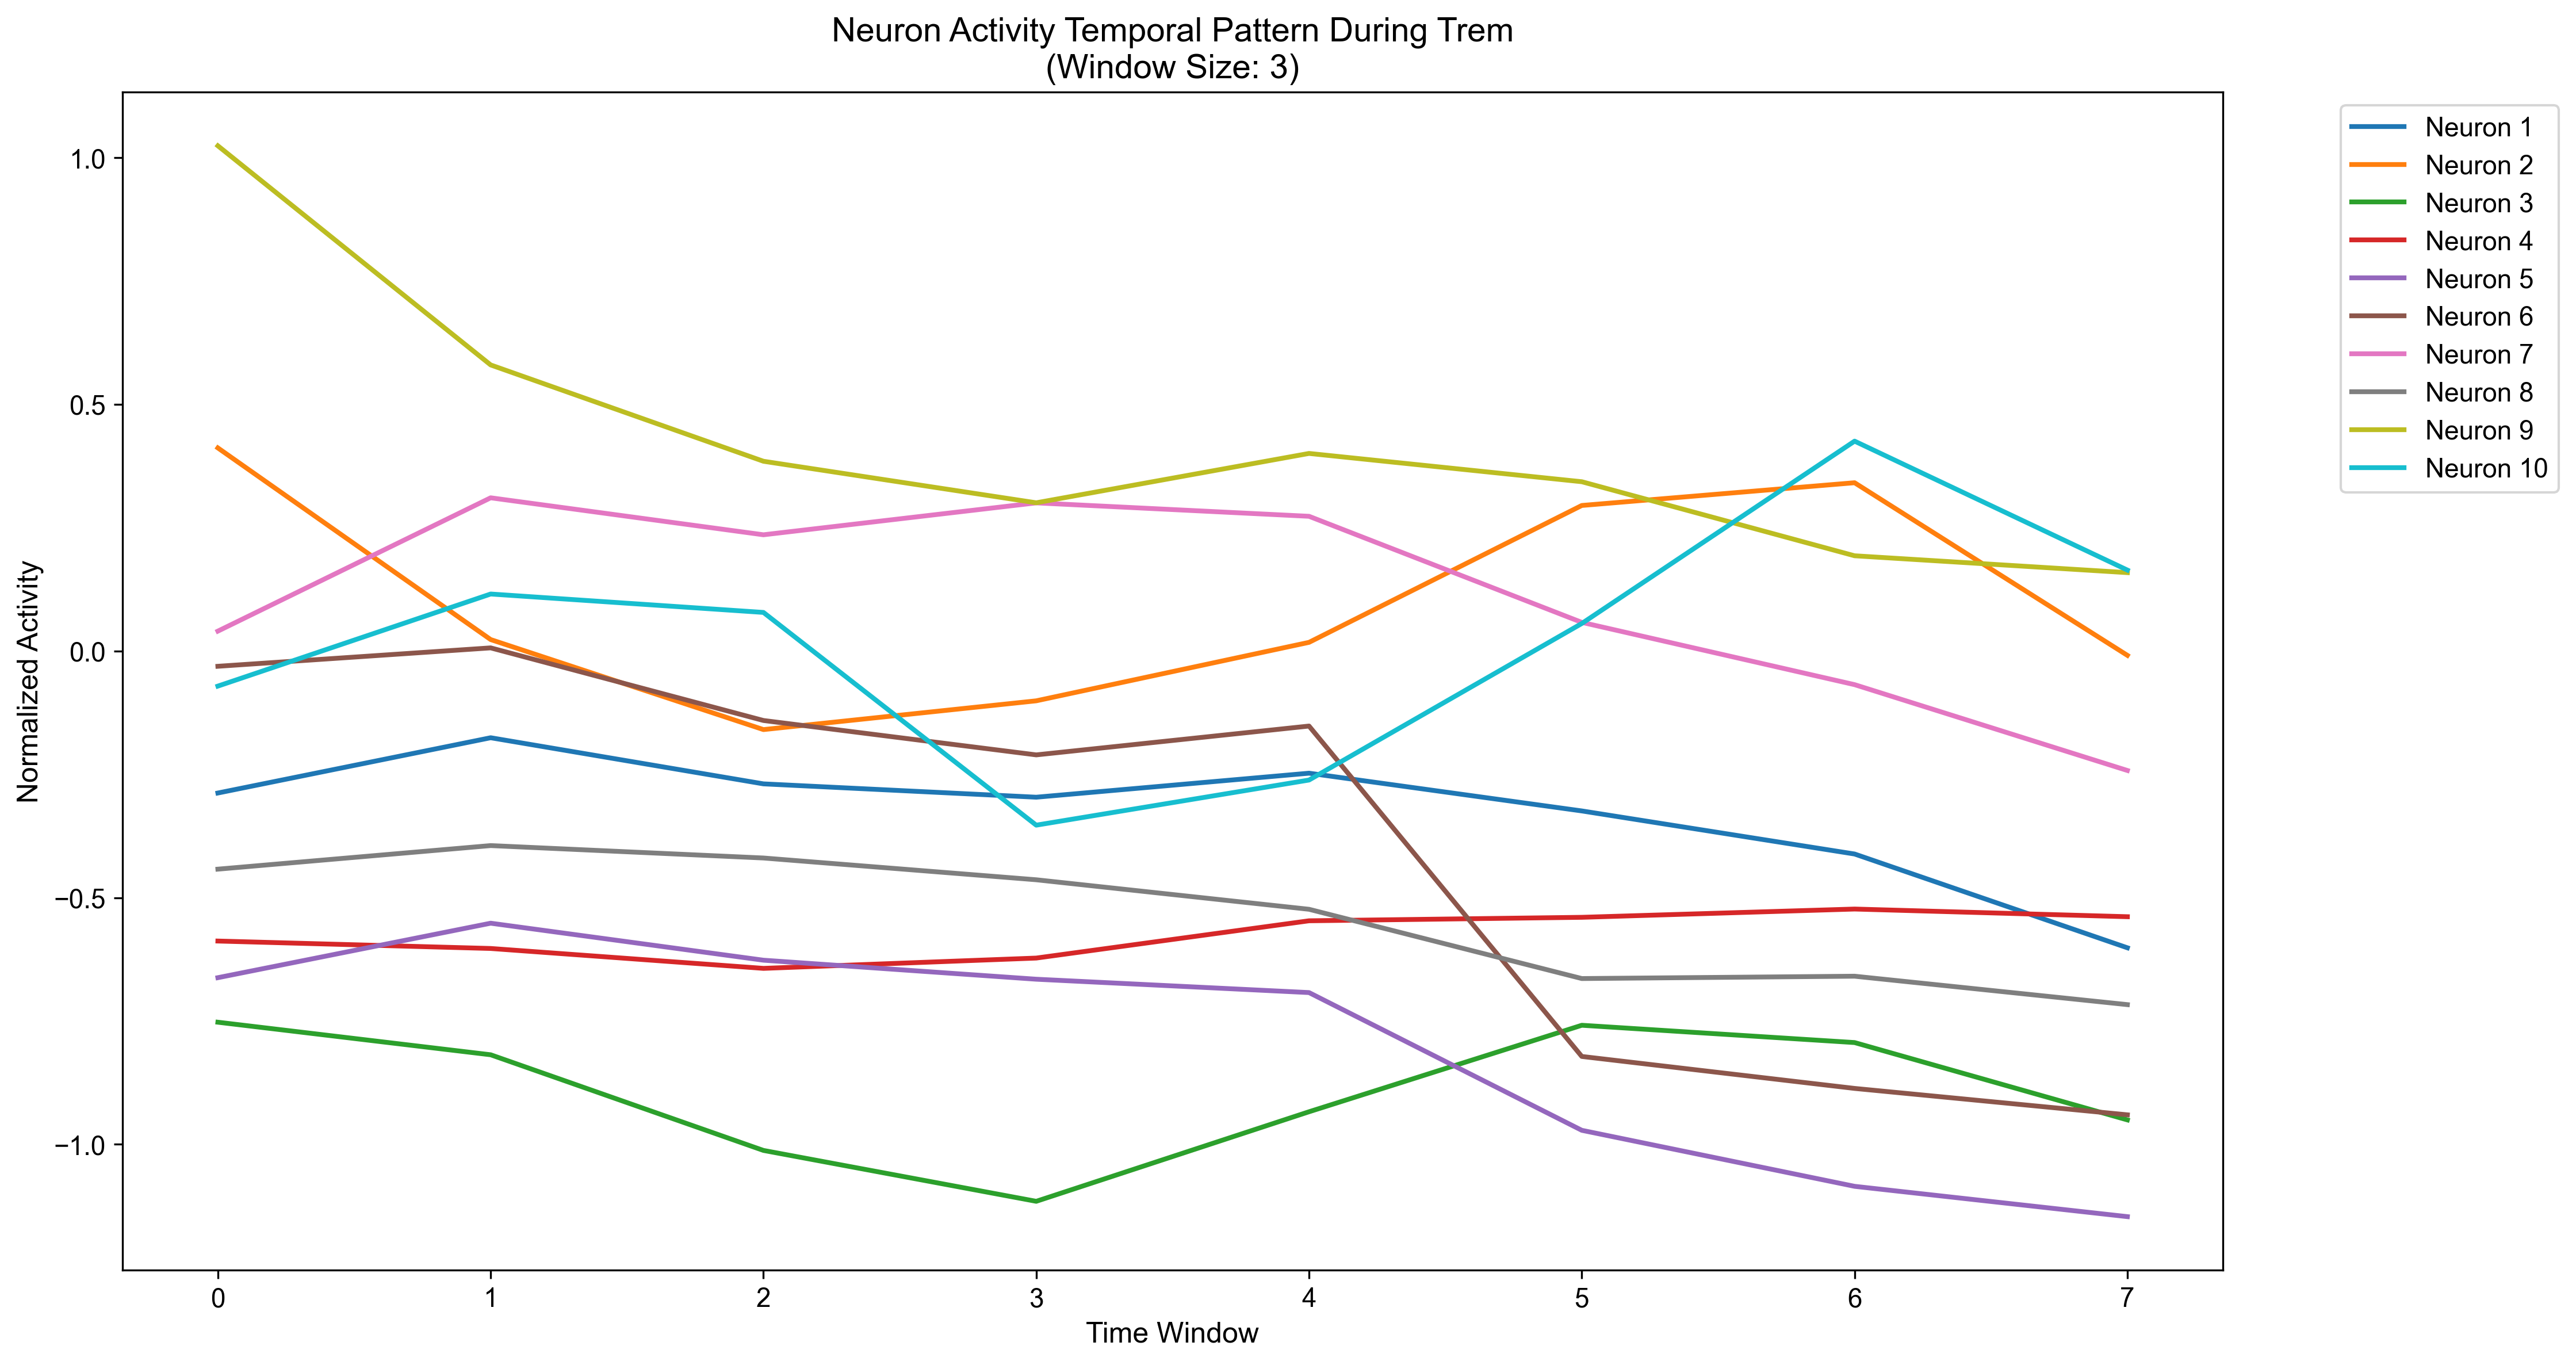 Neuron Activity Temporal Pattern During Trem
(Window Size: 3)
Normalized Activity
1.0
0.5
0.0
−0.5
−1.0
0
1
2
3
4
5
6
7
Time Window
Neuron 1
Neuron 2
Neuron 3
Neuron 4
Neuron 5
Neuron 6
Neuron 7
Neuron 8
Neuron 9
Neuron 10